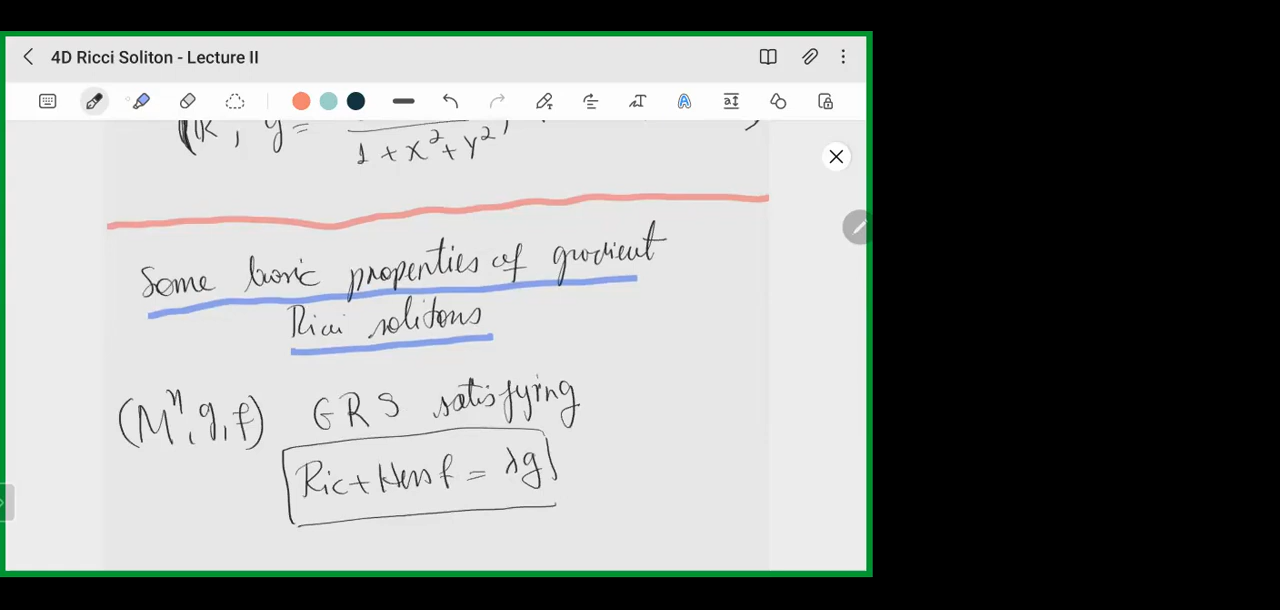 4D Ricci Soliton - Lecture II
(ℝ², g = 1 + x² + y²,
Some basic properties of gradient
Ricci solitons
(Mⁿ, g, f) GRS satisfying
Ric + Hess f = λg